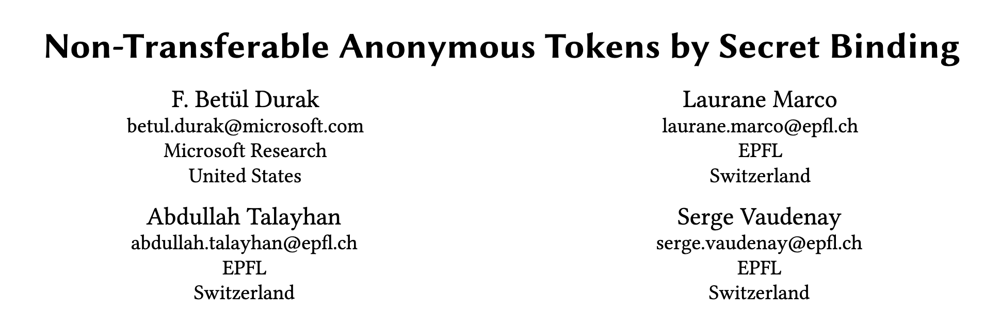 Non-Transferable Anonymous Tokens by Secret Binding
F. Betül Durak
betul.durak@microsoft.com
Microsoft Research
United States
Laurane Marco
laurane.marco@epfl.ch
EPFL
Switzerland
Abdullah Talayhan
abdullah.talayhan@epfl.ch
EPFL
Switzerland
Serge Vaudenay
serge.vaudenay@epfl.ch
EPFL
Switzerland